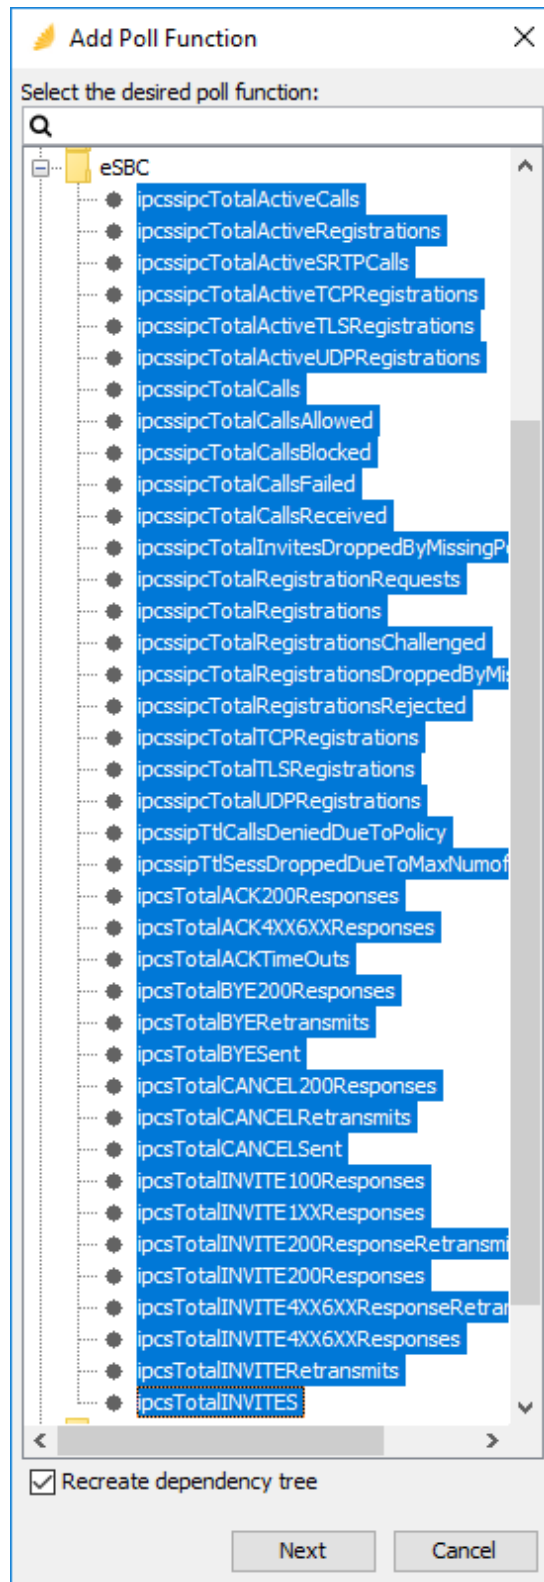 Add Poll Function
Select the desired poll function:
eSBC
ipcssipcTotalActiveCalls
ipcssipcTotalActiveRegistrations
ipcssipcTotalActiveSRTPCalls
ipcssipcTotalActiveTCPRegistrations
ipcssipcTotalActiveTLSRegistrations
ipcssipcTotalActiveUDPRegistrations
ipcssipcTotalCalls
ipcssipcTotalCallsAllowed
ipcssipcTotalCallsBlocked
ipcssipcTotalCallsFailed
ipcssipcTotalCallsReceived
ipcssipcTotalInvitesDroppedByMissingP
ipcssipcTotalRegistrationRequests
ipcssipcTotalRegistrations
ipcssipcTotalRegistrationsChallenged
ipcssipcTotalRegistrationsDroppedByMis
ipcssipcTotalRegistrationsRejected
ipcssipcTotalTCPRegistrations
ipcssipcTotalTLSRegistrations
ipcssipcTotalUDPRegistrations
ipcssipTtlCallsDeniedDueToPolicy
ipcssipTtlSessDroppedDueToMaxNumof
ipcsTotalACK200Responses
ipcsTotalACK4XX6XXResponses
ipcsTotalACKTimeOuts
ipcsTotalBYE200Responses
ipcsTotalBYERetransmits
ipcsTotalBYESent
ipcsTotalCANCEL200Responses
ipcsTotalCANCELRetransmits
ipcsTotalCANCELSent
ipcsTotalINVITE100Responses
ipcsTotalINVITE1XXResponses
ipcsTotalINVITE200ResponseRetransmi
ipcsTotalINVITE200Responses
ipcsTotalINVITE4XX6XXResponseRetran
ipcsTotalINVITE4XX6XXResponses
ipcsTotalINVITERetransmits
ipcsTotalINVITES
Recreate dependency tree
Next Cancel